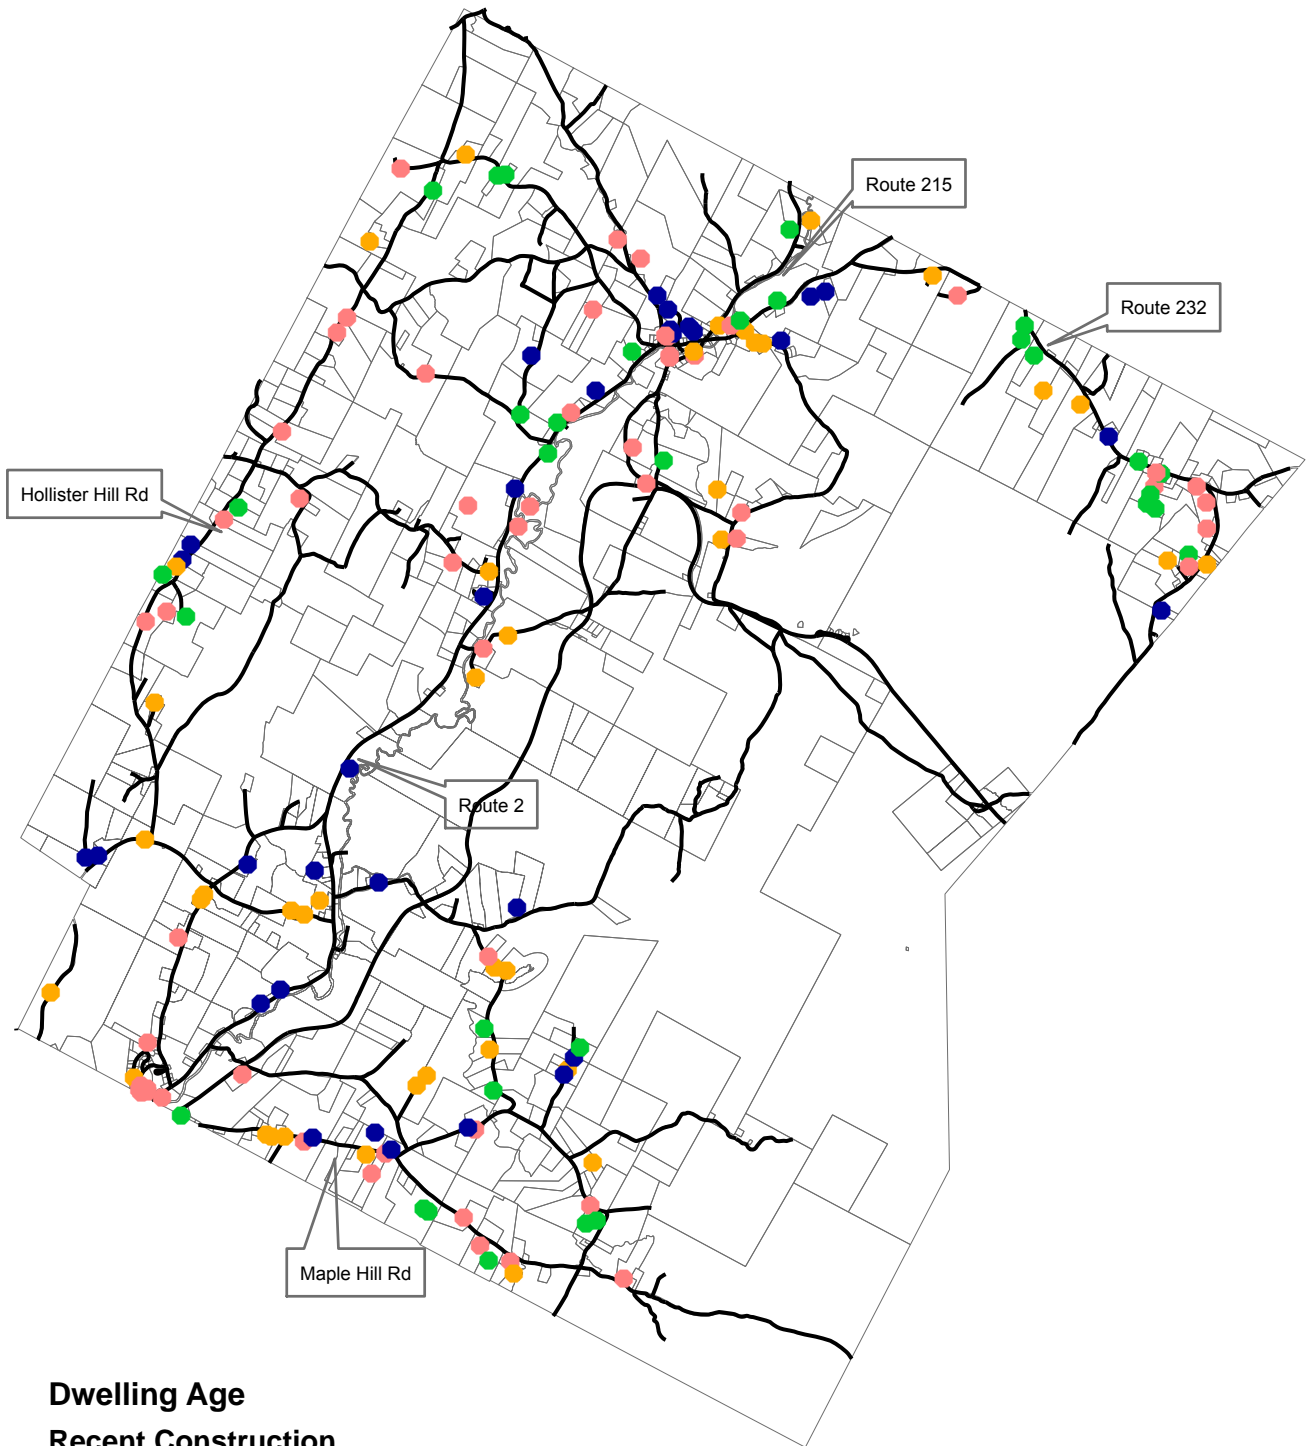 Route 215
Route 232
Hollister Hill Rd
Route 2
Maple Hill Rd
Dwelling Age
Recent Construction